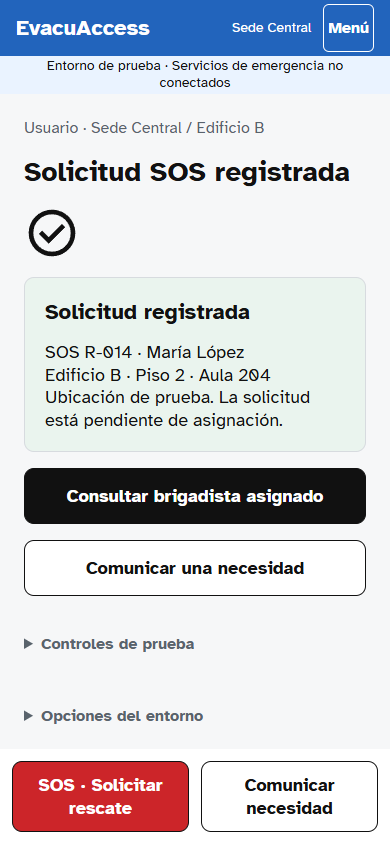 EvacuAccess
Sede Central
Menú
Entorno de prueba · Servicios de emergencia no
conectados
Usuario · Sede Central / Edificio B
Solicitud SOS registrada
Solicitud registrada
SOS R-014 · María López
Edificio B · Piso 2 · Aula 204
Ubicación de prueba. La solicitud
está pendiente de asignación.
Consultar brigadista asignado
Comunicar una necesidad
Controles de prueba
Opciones del entorno
SOS · Solicitar
rescate
Comunicar
necesidad